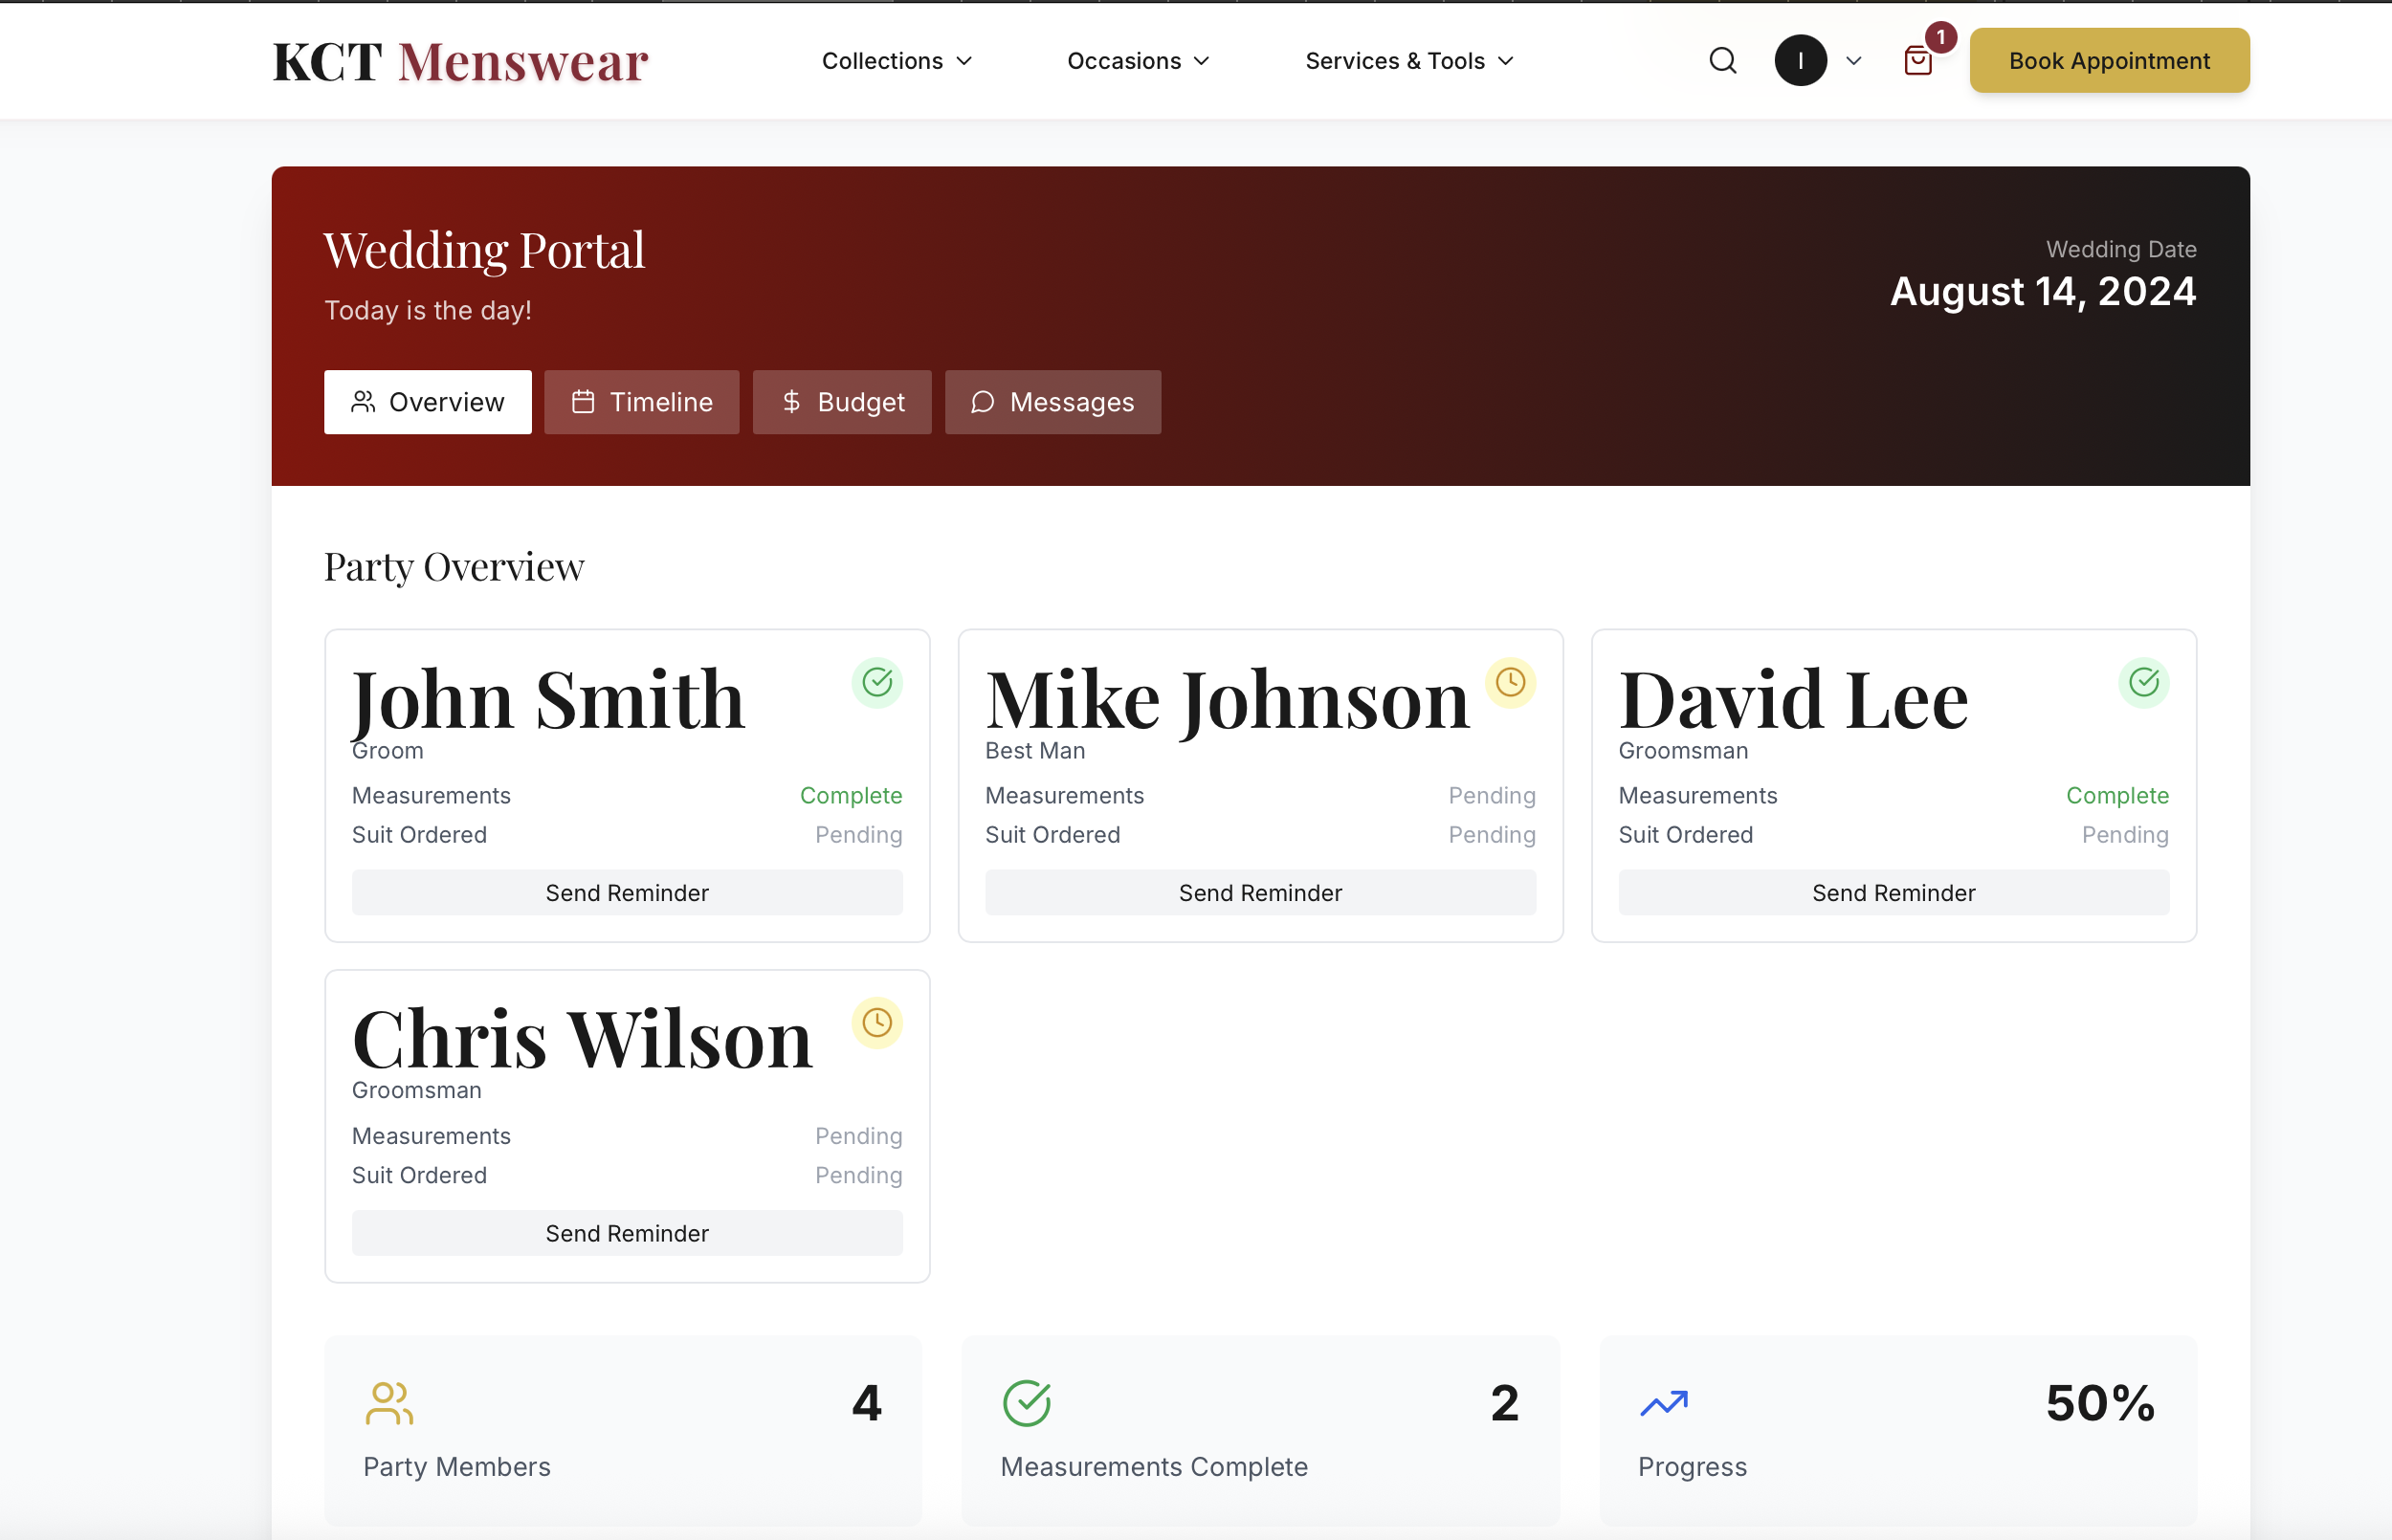 KCT Menswear
Collections
Occasions
Services & Tools
I
1
Book Appointment
Wedding Portal
Today is the day!
Wedding Date
August 14, 2024
Overview
Timeline
Budget
Messages
Party Overview
John Smith
Groom
Measurements Complete
Suit Ordered Pending
Send Reminder
Mike Johnson
Best Man
Measurements Pending
Suit Ordered Pending
Send Reminder
David Lee
Groomsman
Measurements Complete
Suit Ordered Pending
Send Reminder
Chris Wilson
Groomsman
Measurements Pending
Suit Ordered Pending
Send Reminder
4
Party Members
2
Measurements Complete
50%
Progress